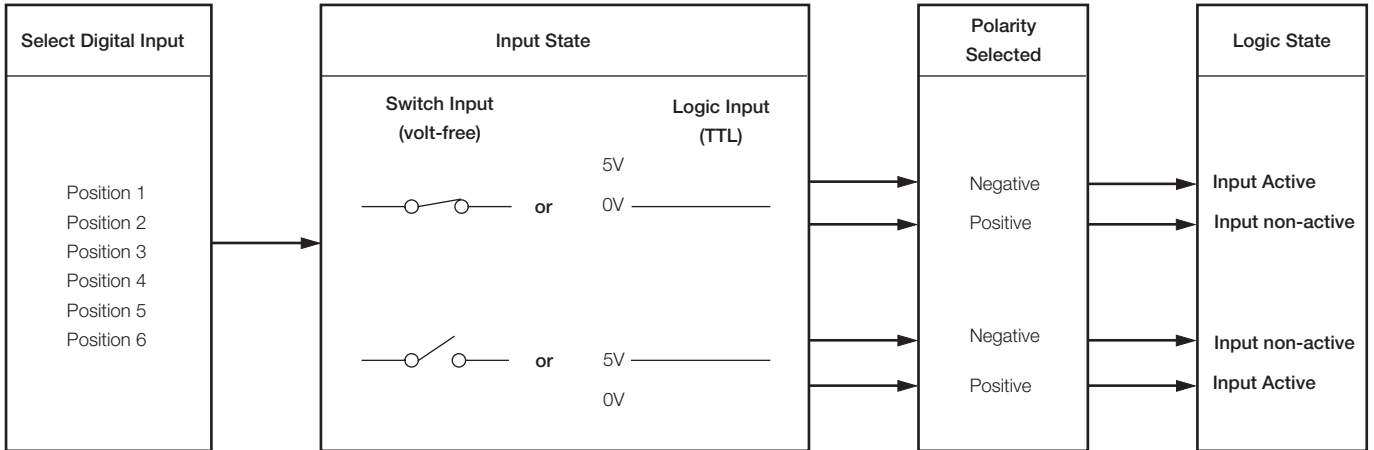 Select Digital Input
Position 1
Position 2
Position 3
Position 4
Position 5
Position 6
Input State
Switch Input
(volt-free)
Logic Input
(TTL)
5V
or
0V
or
5V
0V
Polarity
Selected
Negative
Positive
Negative
Positive
Logic State
Input Active
Input non-active
Input non-active
Input Active